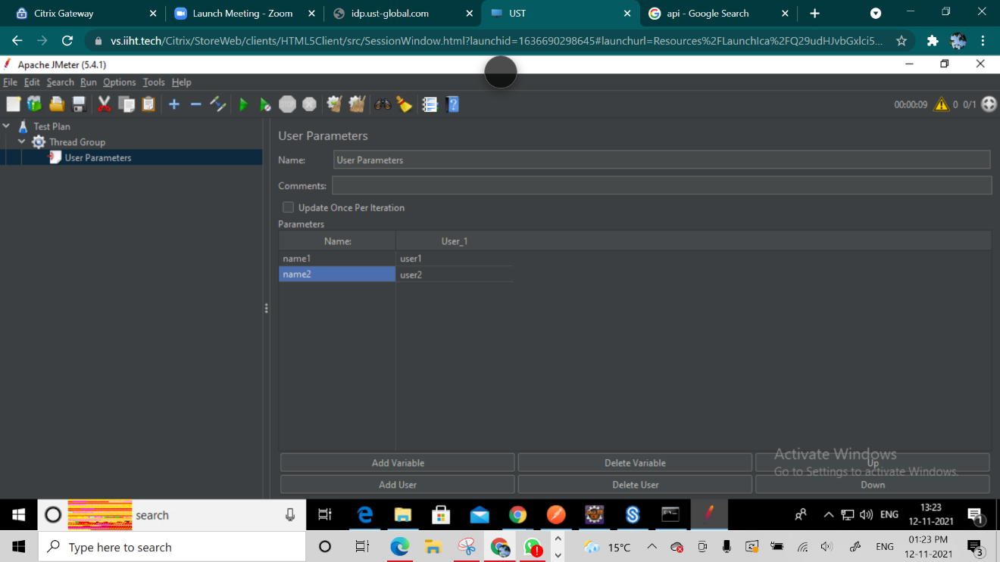 Citrix Gateway
Launch Meeting - Zoom
idp.ust-global.com
UST
api - Google Search
vs.iiht.tech/Citrix/StoreWeb/clients/HTML5Client/src/SessionWindow.html?launchid=1636690298645#launchurl=Resources%2FLaunchIca%2FQ29udHJvbGxlci5...
Apache JMeter (5.4.1)
File Edit Search Run Options Tools Help
00:00:09 0 0/1
Test Plan
Thread Group
User Parameters
User Parameters
Name: User Parameters
Comments:
Update Once Per Iteration
Parameters
Name: User_1
name1 user1
name2 user2
Add Variable Delete Variable Up
Add User Delete User Down
Activate Windows
Go to Settings to activate Windows.
search
ENG
13:23
12-11-2021
1
Type here to search
15°C
ENG
01:23 PM
12-11-2021
3